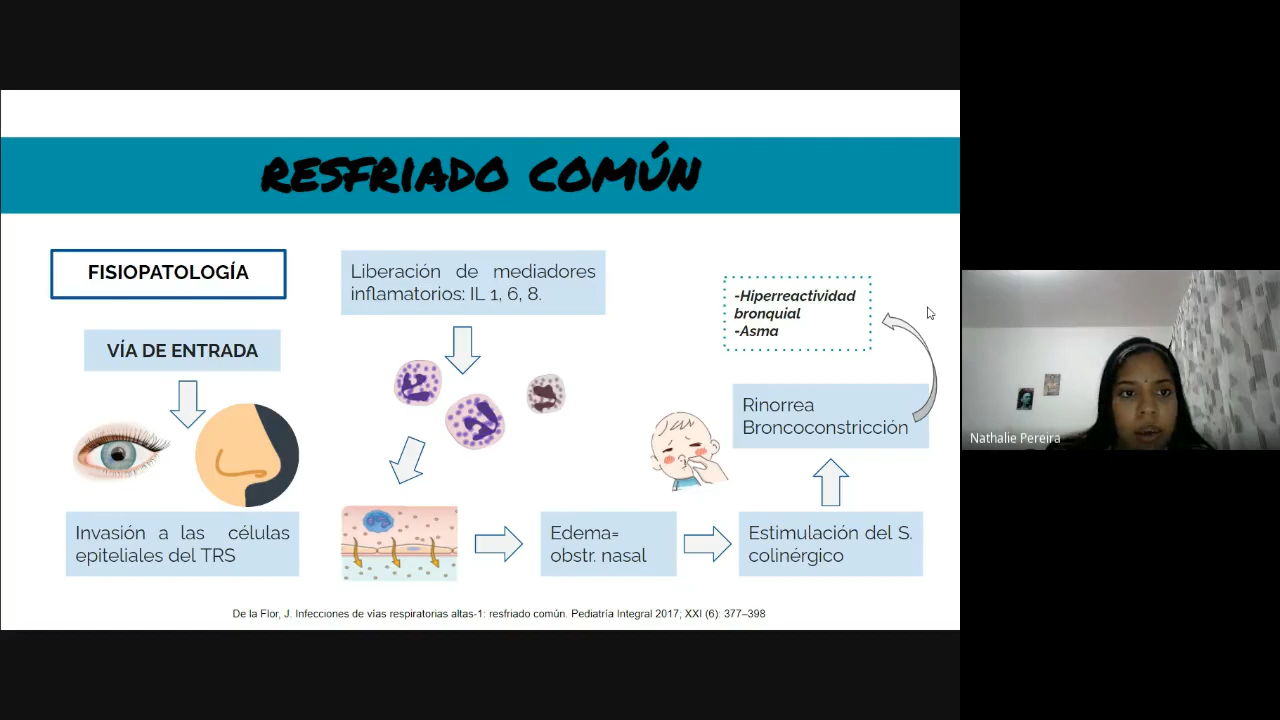 RESFRIADO COMÚN
FISIOPATOLOGÍA
VÍA DE ENTRADA
Invasión a las células
epiteliales del TRS
Liberación de mediadores
inflamatorios: IL 1, 6, 8.
Edema=
obstr. nasal
Estimulación del S.
colinérgico
Rinorrea
Broncoconstricción
-Hiperreactividad
bronquial
-Asma
De la Flor, J. Infecciones de vías respiratorias altas-1: resfriado común. Pediatría Integral 2017; XXI (6): 377–398
Nathalie Pereira